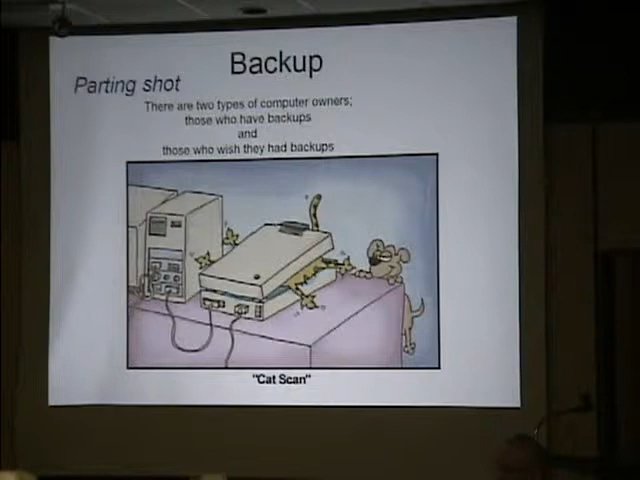 Backup
Parting shot
There are two types of computer owners;
those who have backups
and
those who wish they had backups
"Cat Scan"